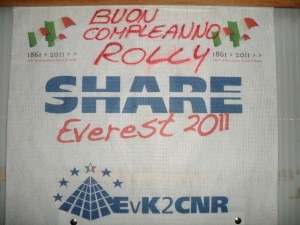 BUON
COMPLEANNO
ROLLY
1861 > 2011 > >
1861 > 2011 > >
SHARE
Everest 2011
EvK2CNR